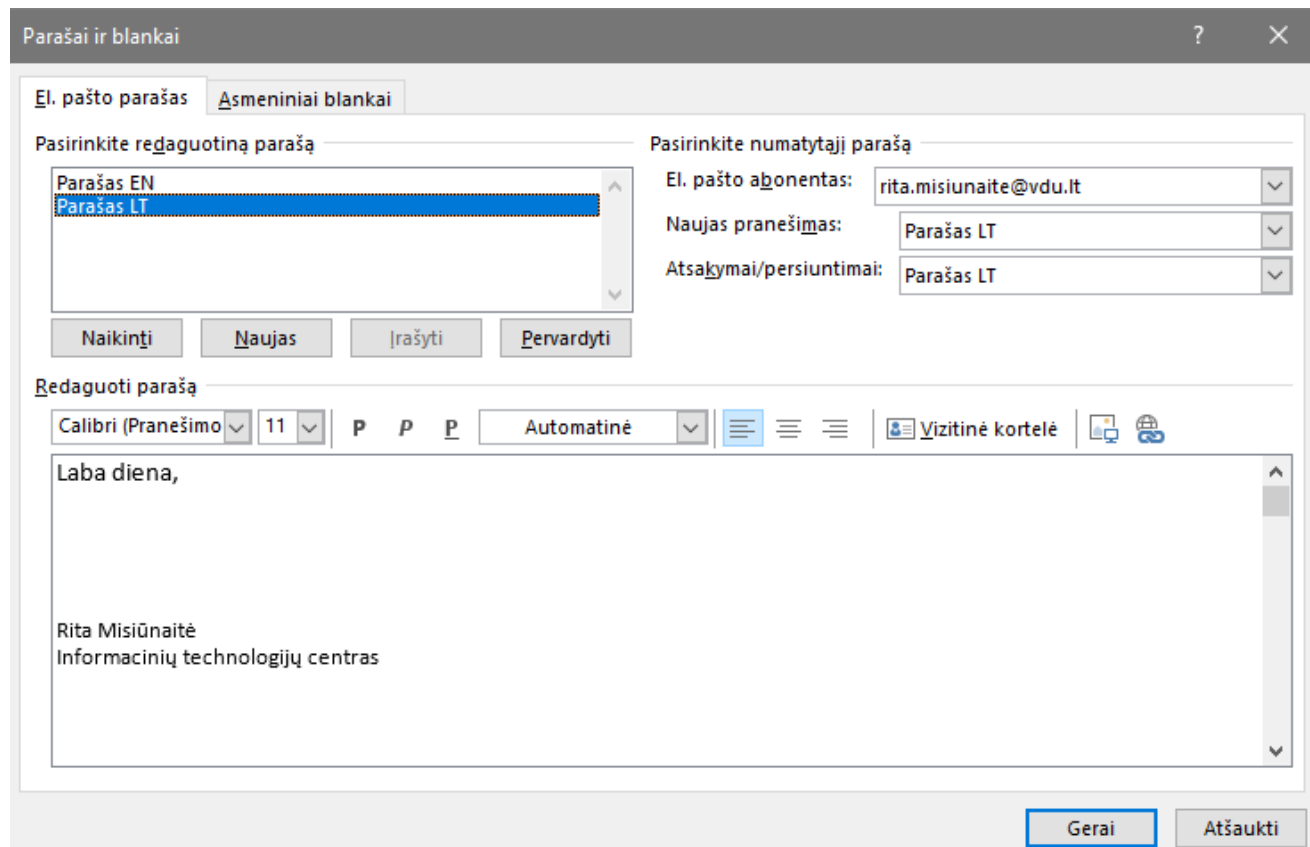 Parašai ir blankai
El. pašto parašas
Asmeniniai blankai
Pasirinkite redaguotiną parašą
Parašas EN
Parašas LT
Naikinti
Naujas
Įrašyti
Pervardyti
Pasirinkite numatytąjį parašą
El. pašto abonentas:
rita.misiunaite@vdu.lt
Naujas pranešimas:
Parašas LT
Atsakymai/persiuntimai:
Parašas LT
Redaguoti parašą
Calibri (Pranešimo
11
P
P
P
Automatinė
Vizitinė kortelė
Laba diena,
Rita Misiūnaitė
Informacinių technologijų centras
Gerai
Atšaukti